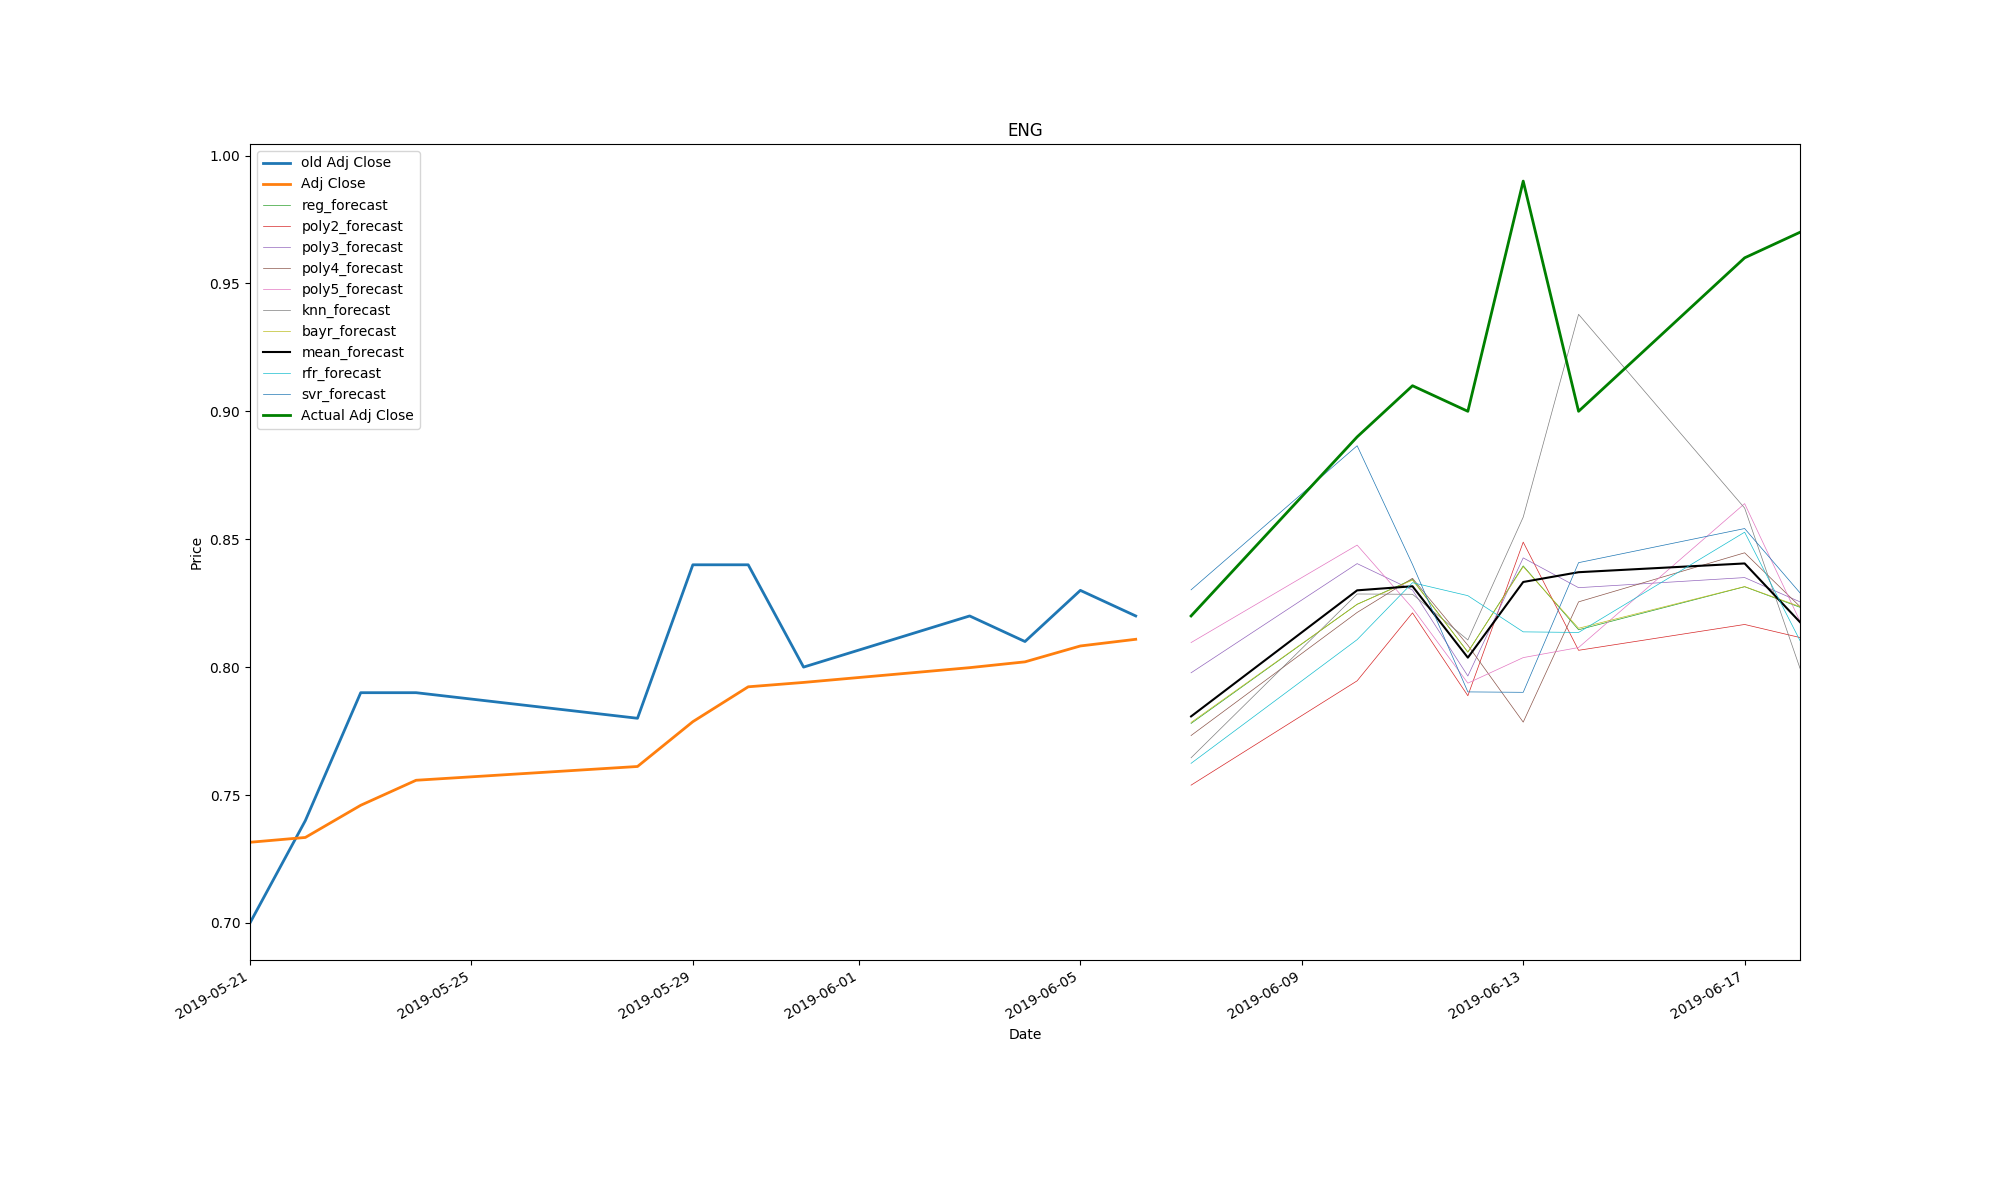 ENG
old Adj Close
Adj Close
reg_forecast
poly2_forecast
poly3_forecast
poly4_forecast
poly5_forecast
knn_forecast
bayr_forecast
mean_forecast
rfr_forecast
svr_forecast
Actual Adj Close
1.00
0.95
0.90
0.85
0.80
0.75
0.70
Price
2019-05-21
2019-05-25
2019-05-29
2019-06-01
2019-06-05
2019-06-09
2019-06-13
2019-06-17
Date